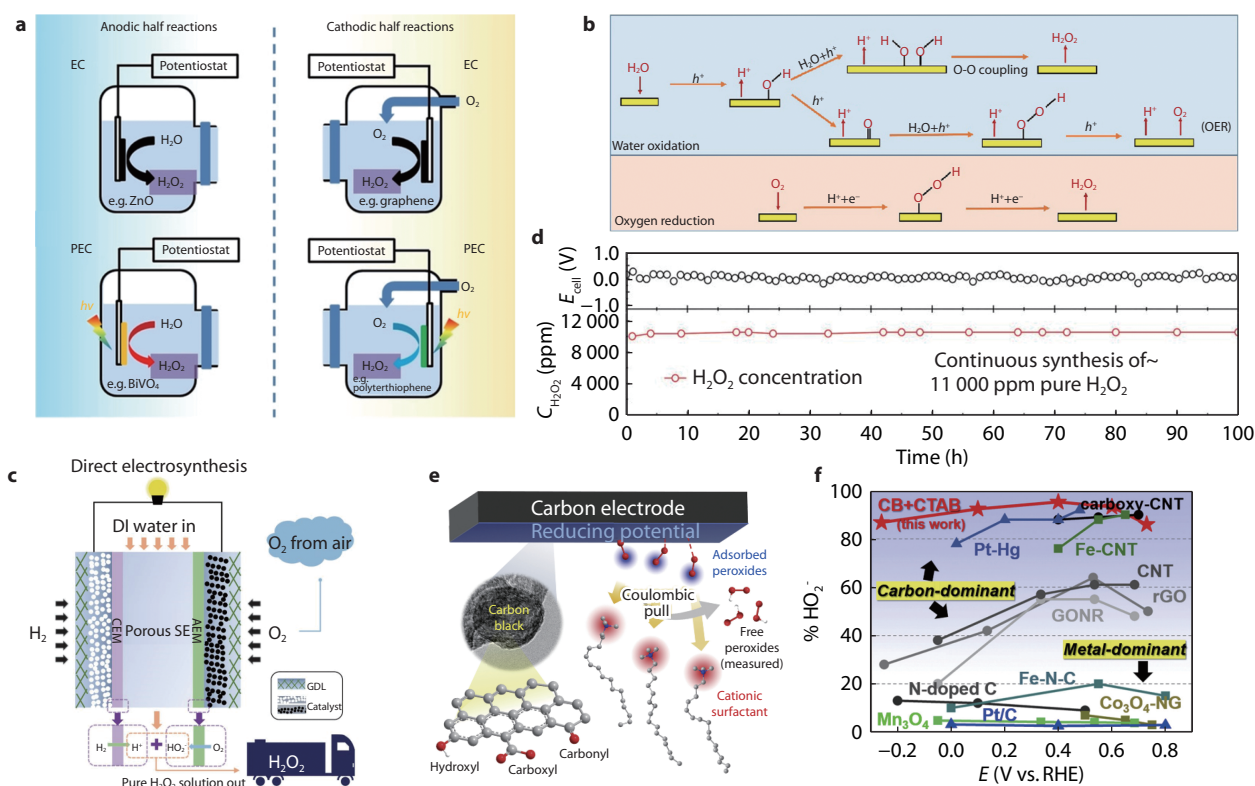 a
Anodic half reactions
Cathodic half reactions
EC
Potentiostat
H₂O
H₂O₂
e.g. ZnO
Potentiostat
EC
O₂
O₂
H₂O₂
e.g. graphene
PEC
Potentiostat
hv
H₂O
H₂O₂
e.g. BiVO₄
Potentiostat
PEC
O₂
hv
O₂
H₂O₂
e.g.
polyterthiophene
b
H₂O
h⁺
H⁺
O
H
H₂O+h⁺
H⁺
H
O
O
H
O-O coupling
H₂O₂
h⁺
H⁺
O
H₂O+h⁺
H⁺
O
O
H
h⁺
H⁺
O₂
(OER)
Water oxidation
O₂
H⁺+e⁻
O
O
H
H⁺+e⁻
H₂O₂
Oxygen reduction
d
E cell (V)
1.0
0.0
−1.0
C H₂O₂ (ppm)
12 000
8 000
4 000
0
H₂O₂ concentration
Continuous synthesis of~
11 000 ppm pure H₂O₂
0 10 20 30 40 50 60 70 80 90 100
Time (h)
c
Direct electrosynthesis
DI water in
O₂ from air
H₂
CEM
Porous SE
AEM
O₂
GDL
Catalyst
H₂
H⁺
+
HO₂⁻
O₂
H₂O₂
Pure H₂O₂ solution out
e
Carbon electrode
Reducing potential
Adsorbed
peroxides
Coulombic
pull
Free
peroxides
(measured)
Carbon
black
Cationic
surfactant
Hydroxyl
Carboxyl
Carbonyl
f
% HO₂⁻
100
80
60
40
20
0
CB+CTAB
(this work)
carboxy-CNT
Pt-Hg
Fe-CNT
Carbon-dominant
CNT
rGO
GONR
Metal-dominant
N-doped C
Fe-N-C
Mn₃O₄
Pt/C
Co₃O₄-NG
−0.2 0.0 0.2 0.4 0.6 0.8
E (V vs. RHE)